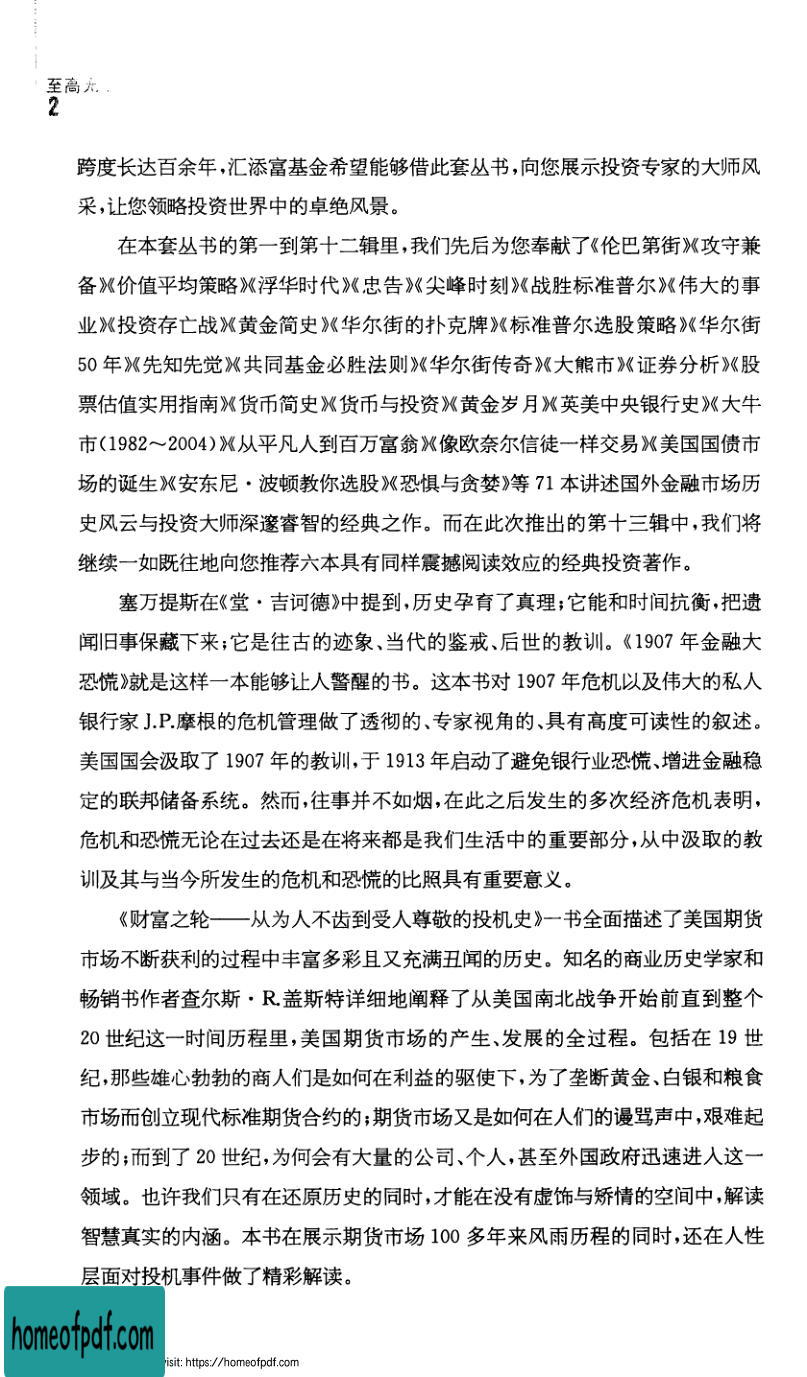 至高无
2
跨度长达百余年,汇添富基金希望能够借此套丛书,向您展示投资专家的大师风
采,让您领略投资世界中的卓绝风景。
在本套丛书的第一到第十二辑里,我们先后为您奉献了《伦巴第街》《攻守兼
备》《价值平均策略》《浮华时代》《忠告》《尖峰时刻》《战胜标准普尔》《伟大的事
业》《投资存亡战》《黄金简史》《华尔街的扑克牌》《标准普尔选股策略》《华尔街
50 年》《先知先觉》《共同基金必胜法则》《华尔街传奇》《大熊市》《证券分析》《股
票估值实用指南》《货币简史》《货币与投资》《黄金岁月》《英美中央银行史》《大牛
市(1982～2004)》《从平凡人到百万富翁》《像欧奈尔信徒一样交易》《美国国债市
场的诞生》《安东尼·波顿教你选股》《恐惧与贪婪》等 71 本讲述国外金融市场历
史风云与投资大师深邃睿智的经典之作。而在此次推出的第十三辑中,我们将
继续一如既往地向您推荐六本具有同样震撼阅读效应的经典投资著作。
塞万提斯在《堂·吉诃德》中提到,历史孕育了真理;它能和时间抗衡,把遗
闻旧事保藏下来;它是往古的迹象、当代的鉴戒、后世的教训。《1907 年金融大
恐慌》就是这样一本能够让人警醒的书。这本书对 1907 年危机以及伟大的私人
银行家 J.P.摩根的危机管理做了透彻的、专家视角的、具有高度可读性的叙述。
美国国会汲取了 1907 年的教训,于 1913 年启动了避免银行业恐慌、增进金融稳
定的联邦储备系统。然而,往事并不如烟,在此之后发生的多次经济危机表明,
危机和恐慌无论在过去还是在将来都是我们生活中的重要部分,从中汲取的教
训及其与当今所发生的危机和恐慌的比照具有重要意义。
《财富之轮——从为人不齿到受人尊敬的投机史》一书全面描述了美国期货
市场不断获利的过程中丰富多彩且又充满丑闻的历史。知名的商业历史学家和
畅销书作者查尔斯·R.盖斯特详细地阐释了从美国南北战争开始前直到整个
20 世纪这一时间历程里,美国期货市场的产生、发展的全过程。包括在 19 世
纪,那些雄心勃勃的商人们是如何在利益的驱使下,为了垄断黄金、白银和粮食
市场而创立现代标准期货合约的;期货市场又是如何在人们的谩骂声中,艰难起
步的;而到了 20 世纪,为何会有大量的公司、个人,甚至外国政府迅速进入这一
领域。也许我们只有在还原历史的同时,才能在没有虚饰与矫情的空间中,解读
智慧真实的内涵。本书在展示期货市场 100 多年来风雨历程的同时,还在人性
层面对投机事件做了精彩解读。
homeofpdf.com
visit: https://homeofpdf.com